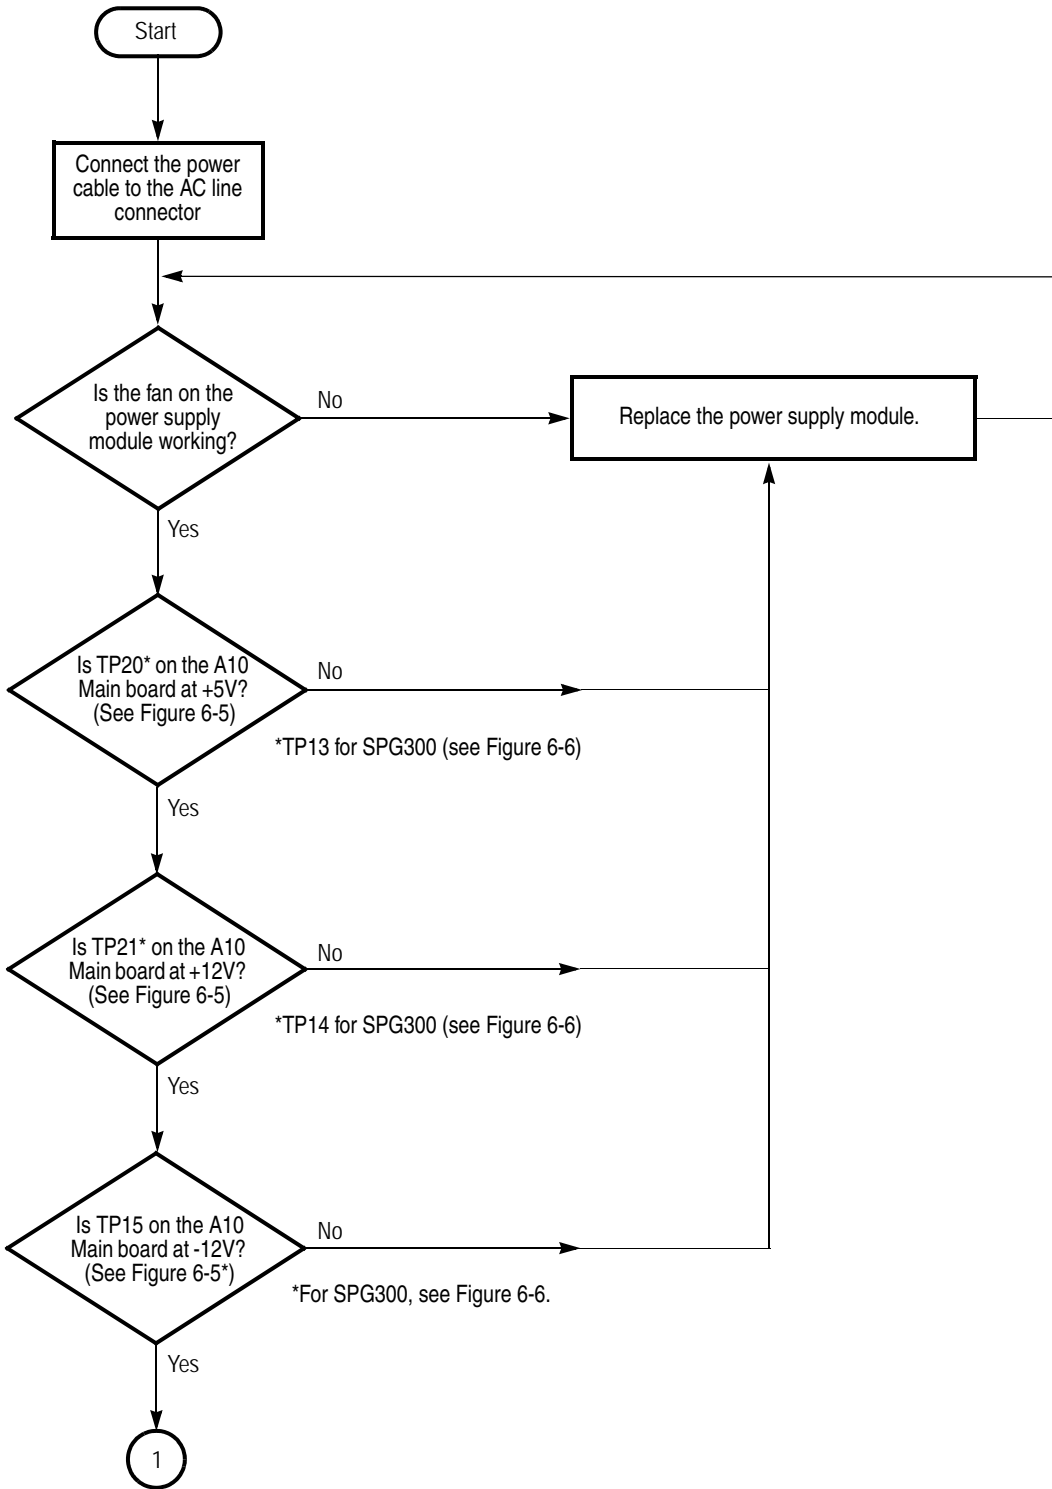 Start
Connect the power
cable to the AC line
connector
Is the fan on the
power supply
module working?
No
Replace the power supply module.
Yes
Is TP20* on the A10
Main board at +5V?
(See Figure 6-5)
No
*TP13 for SPG300 (see Figure 6-6)
Yes
Is TP21* on the A10
Main board at +12V?
(See Figure 6-5)
No
*TP14 for SPG300 (see Figure 6-6)
Yes
Is TP15 on the A10
Main board at -12V?
(See Figure 6-5*)
No
*For SPG300, see Figure 6-6.
Yes
1